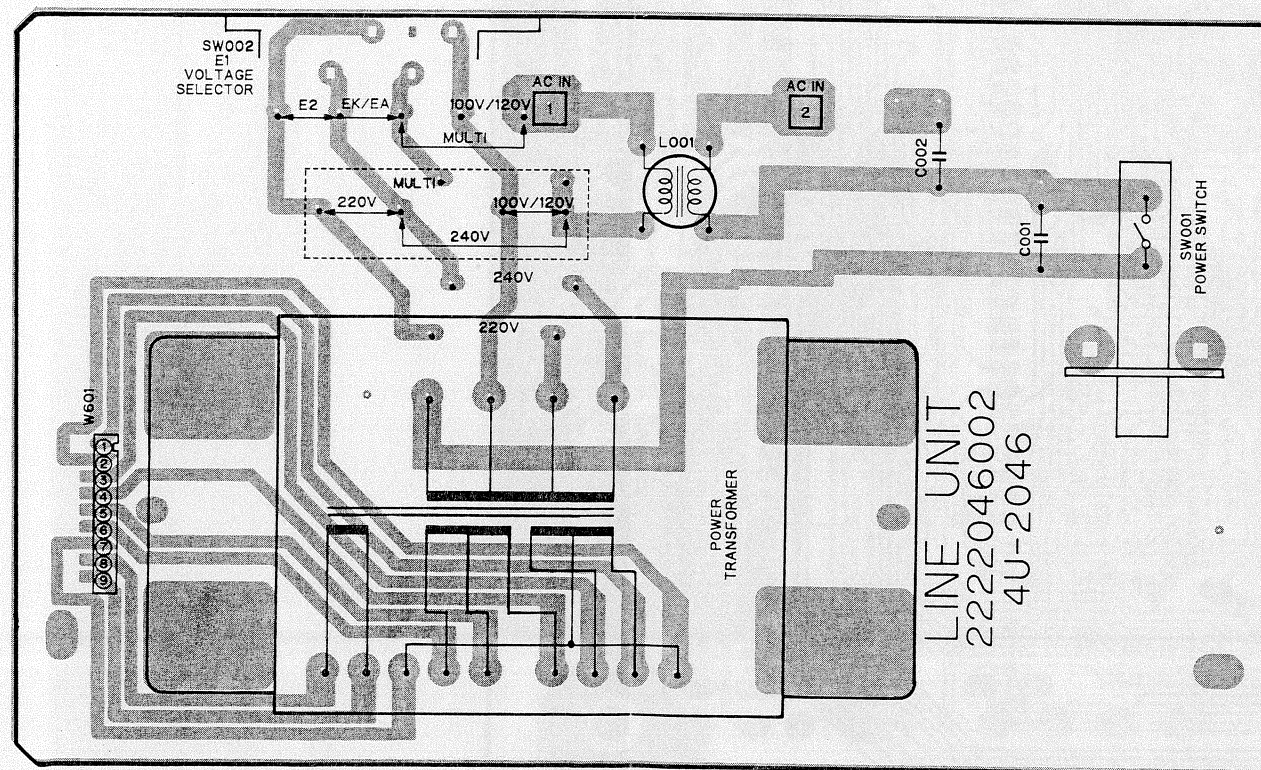 SW002
E1
VOLTAGE
SELECTOR
E2
EK/EA
100V/120V
MULTI
AC IN
1
AC IN
2
L001
C002
C001
SW001
POWER SWITCH
MULTI
220V
100V/120V
240V
240V
220V
W601
1
2
3
4
5
6
7
8
9
POWER
TRANSFORMER
LINE UNIT
2222046002
4U-2046